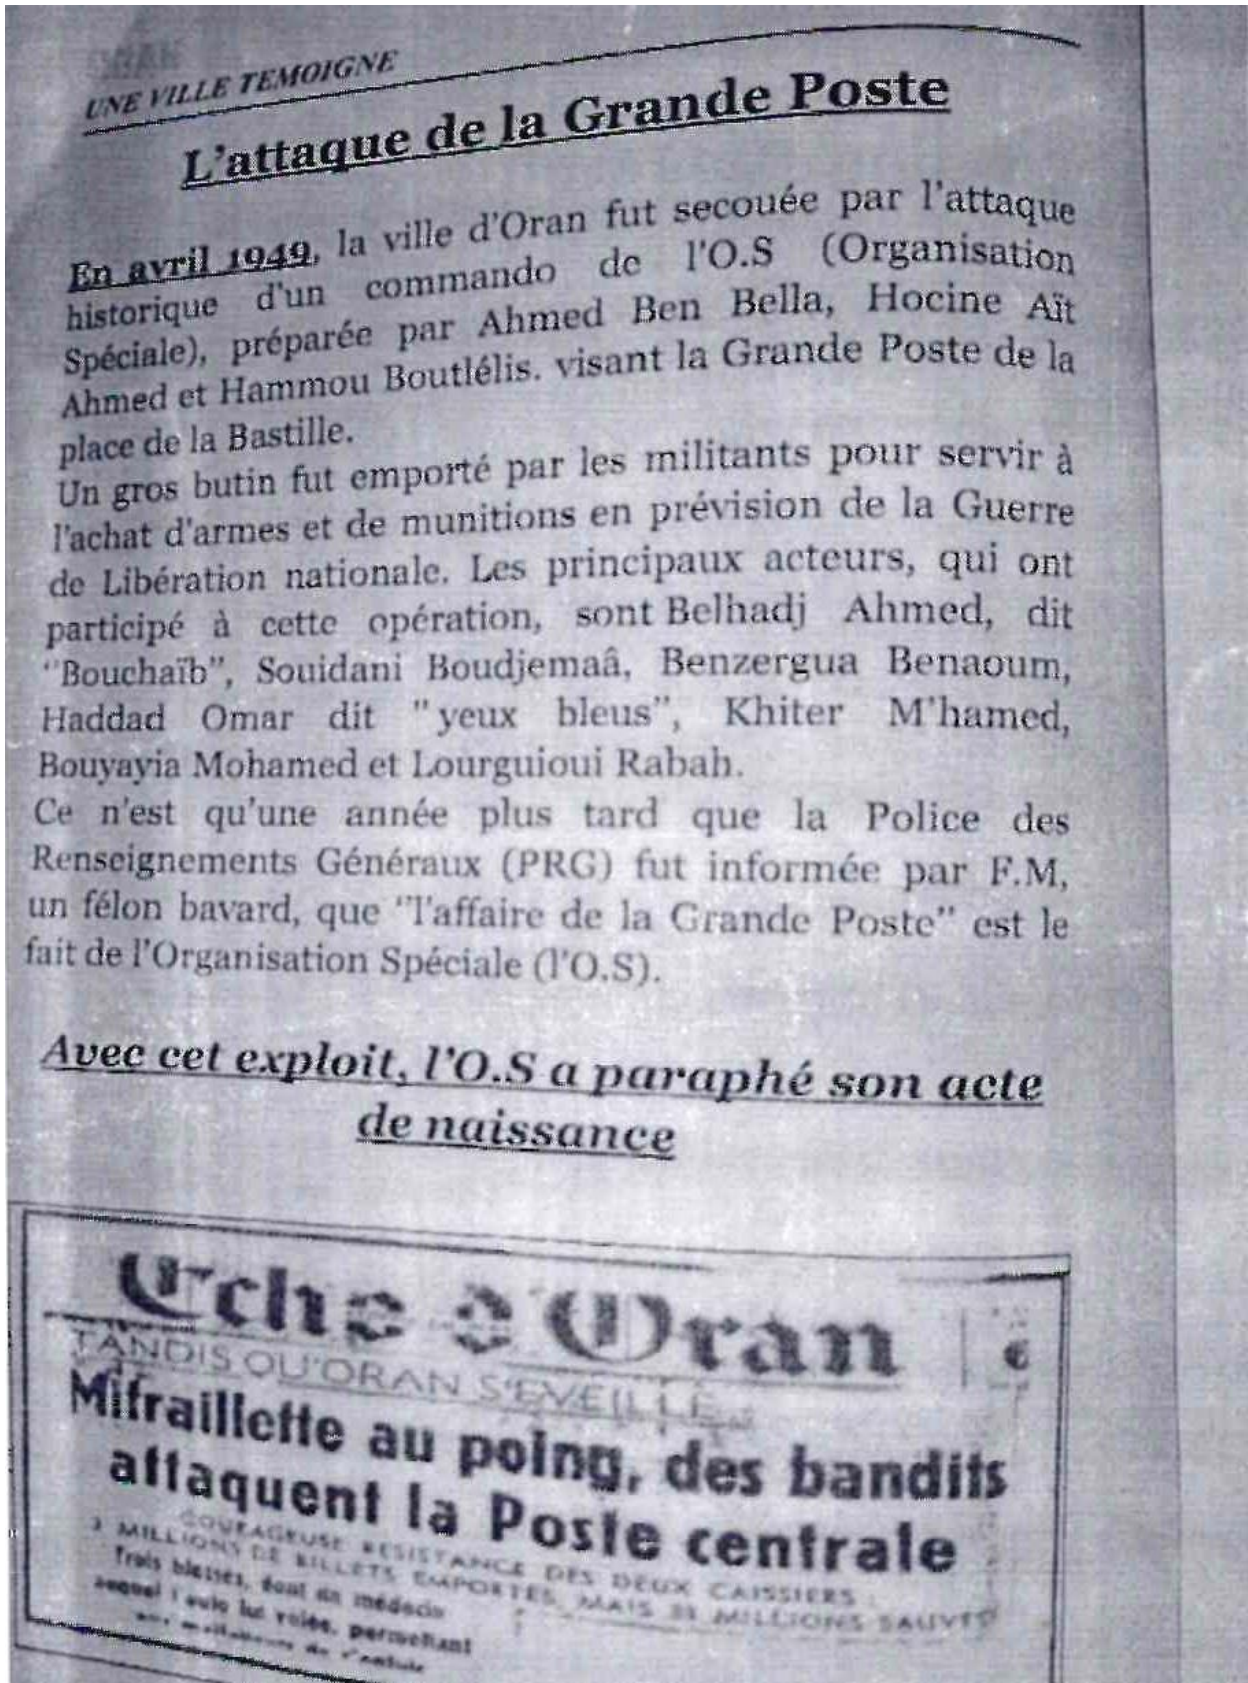 UNE VILLE TEMOIGNE
L'attaque de la Grande Poste
En avril 1949, la ville d'Oran fut secouée par l'attaque
historique d'un commando de l'O.S (Organisation
Spéciale), préparée par Ahmed Ben Bella, Hocine Aït
Ahmed et Hammou Boutlélis. visant la Grande Poste de la
place de la Bastille.
Un gros butin fut emporté par les militants pour servir à
l'achat d'armes et de munitions en prévision de la Guerre
de Libération nationale. Les principaux acteurs, qui ont
participé à cette opération, sont Belhadj Ahmed, dit
"Bouchaïb", Souidani Boudjemaâ, Benzergua Benaoum,
Haddad Omar dit "yeux bleus", Khiter M'hamed,
Bouyayia Mohamed et Lourguioui Rabah.
Ce n'est qu'une année plus tard que la Police des
Renseignements Généraux (PRG) fut informée par F.M,
un félon bavard, que "l'affaire de la Grande Poste" est le
fait de l'Organisation Spéciale (l'O.S).
Avec cet exploit, l'O.S a paraphé son acte
de naissance
Echo d'Oran
TANDIS QU'ORAN S'EVEILLE
Mitraillette au poing, des bandits
attaquent la Poste centrale
COURAGEUSE RESISTANCE DES DEUX CAISSIERS :
3 MILLIONS DE BILLETS EMPORTES, MAIS MILLIONS SAUVES
Trois blessés, dont un médecin
auquel l'auto fut volée, permettant